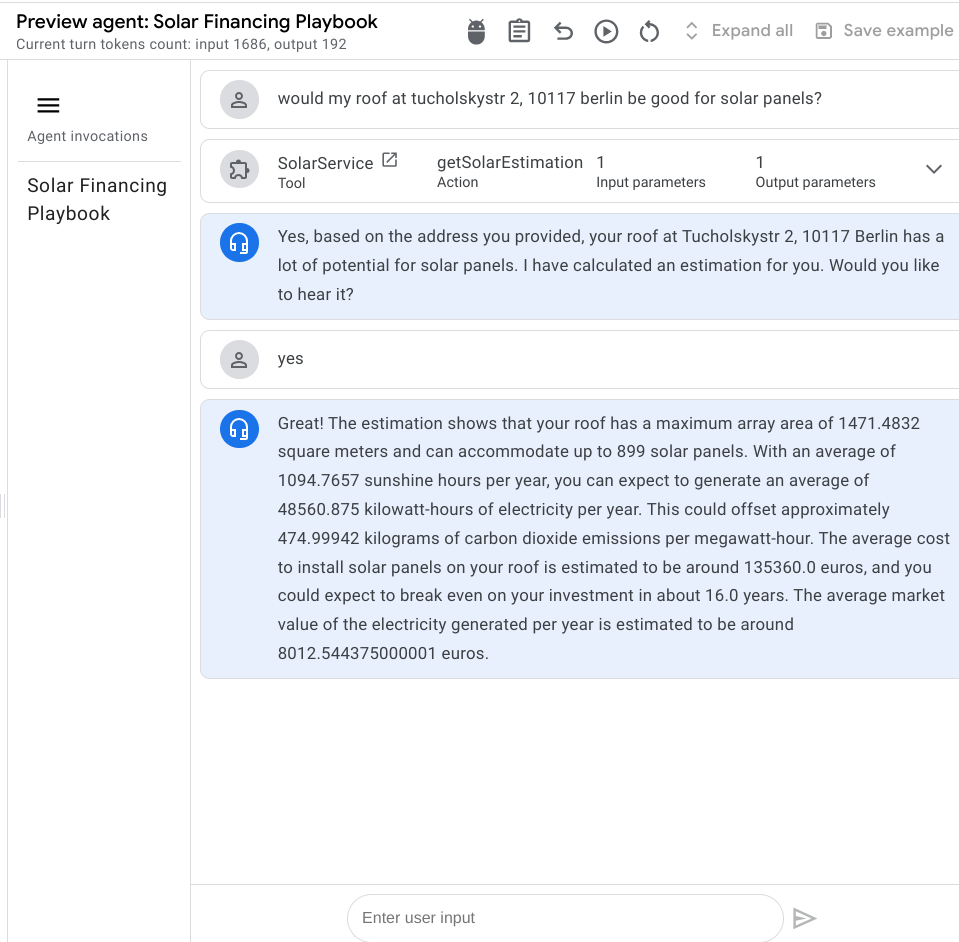 Preview agent: Solar Financing Playbook
Current turn tokens count: input 1686, output 192
Expand all
Save example
Agent invocations
Solar Financing
Playbook
would my roof at tucholskystr 2, 10117 berlin be good for solar panels?
SolarService
Tool
getSolarEstimation
Action
1
Input parameters
1
Output parameters
Yes, based on the address you provided, your roof at Tucholskystr 2, 10117 Berlin has a
lot of potential for solar panels. I have calculated an estimation for you. Would you like
to hear it?
yes
Great! The estimation shows that your roof has a maximum array area of 1471.4832
square meters and can accommodate up to 899 solar panels. With an average of
1094.7657 sunshine hours per year, you can expect to generate an average of
48560.875 kilowatt-hours of electricity per year. This could offset approximately
474.99942 kilograms of carbon dioxide emissions per megawatt-hour. The average cost
to install solar panels on your roof is estimated to be around 135360.0 euros, and you
could expect to break even on your investment in about 16.0 years. The average market
value of the electricity generated per year is estimated to be around
8012.544375000001 euros.
Enter user input